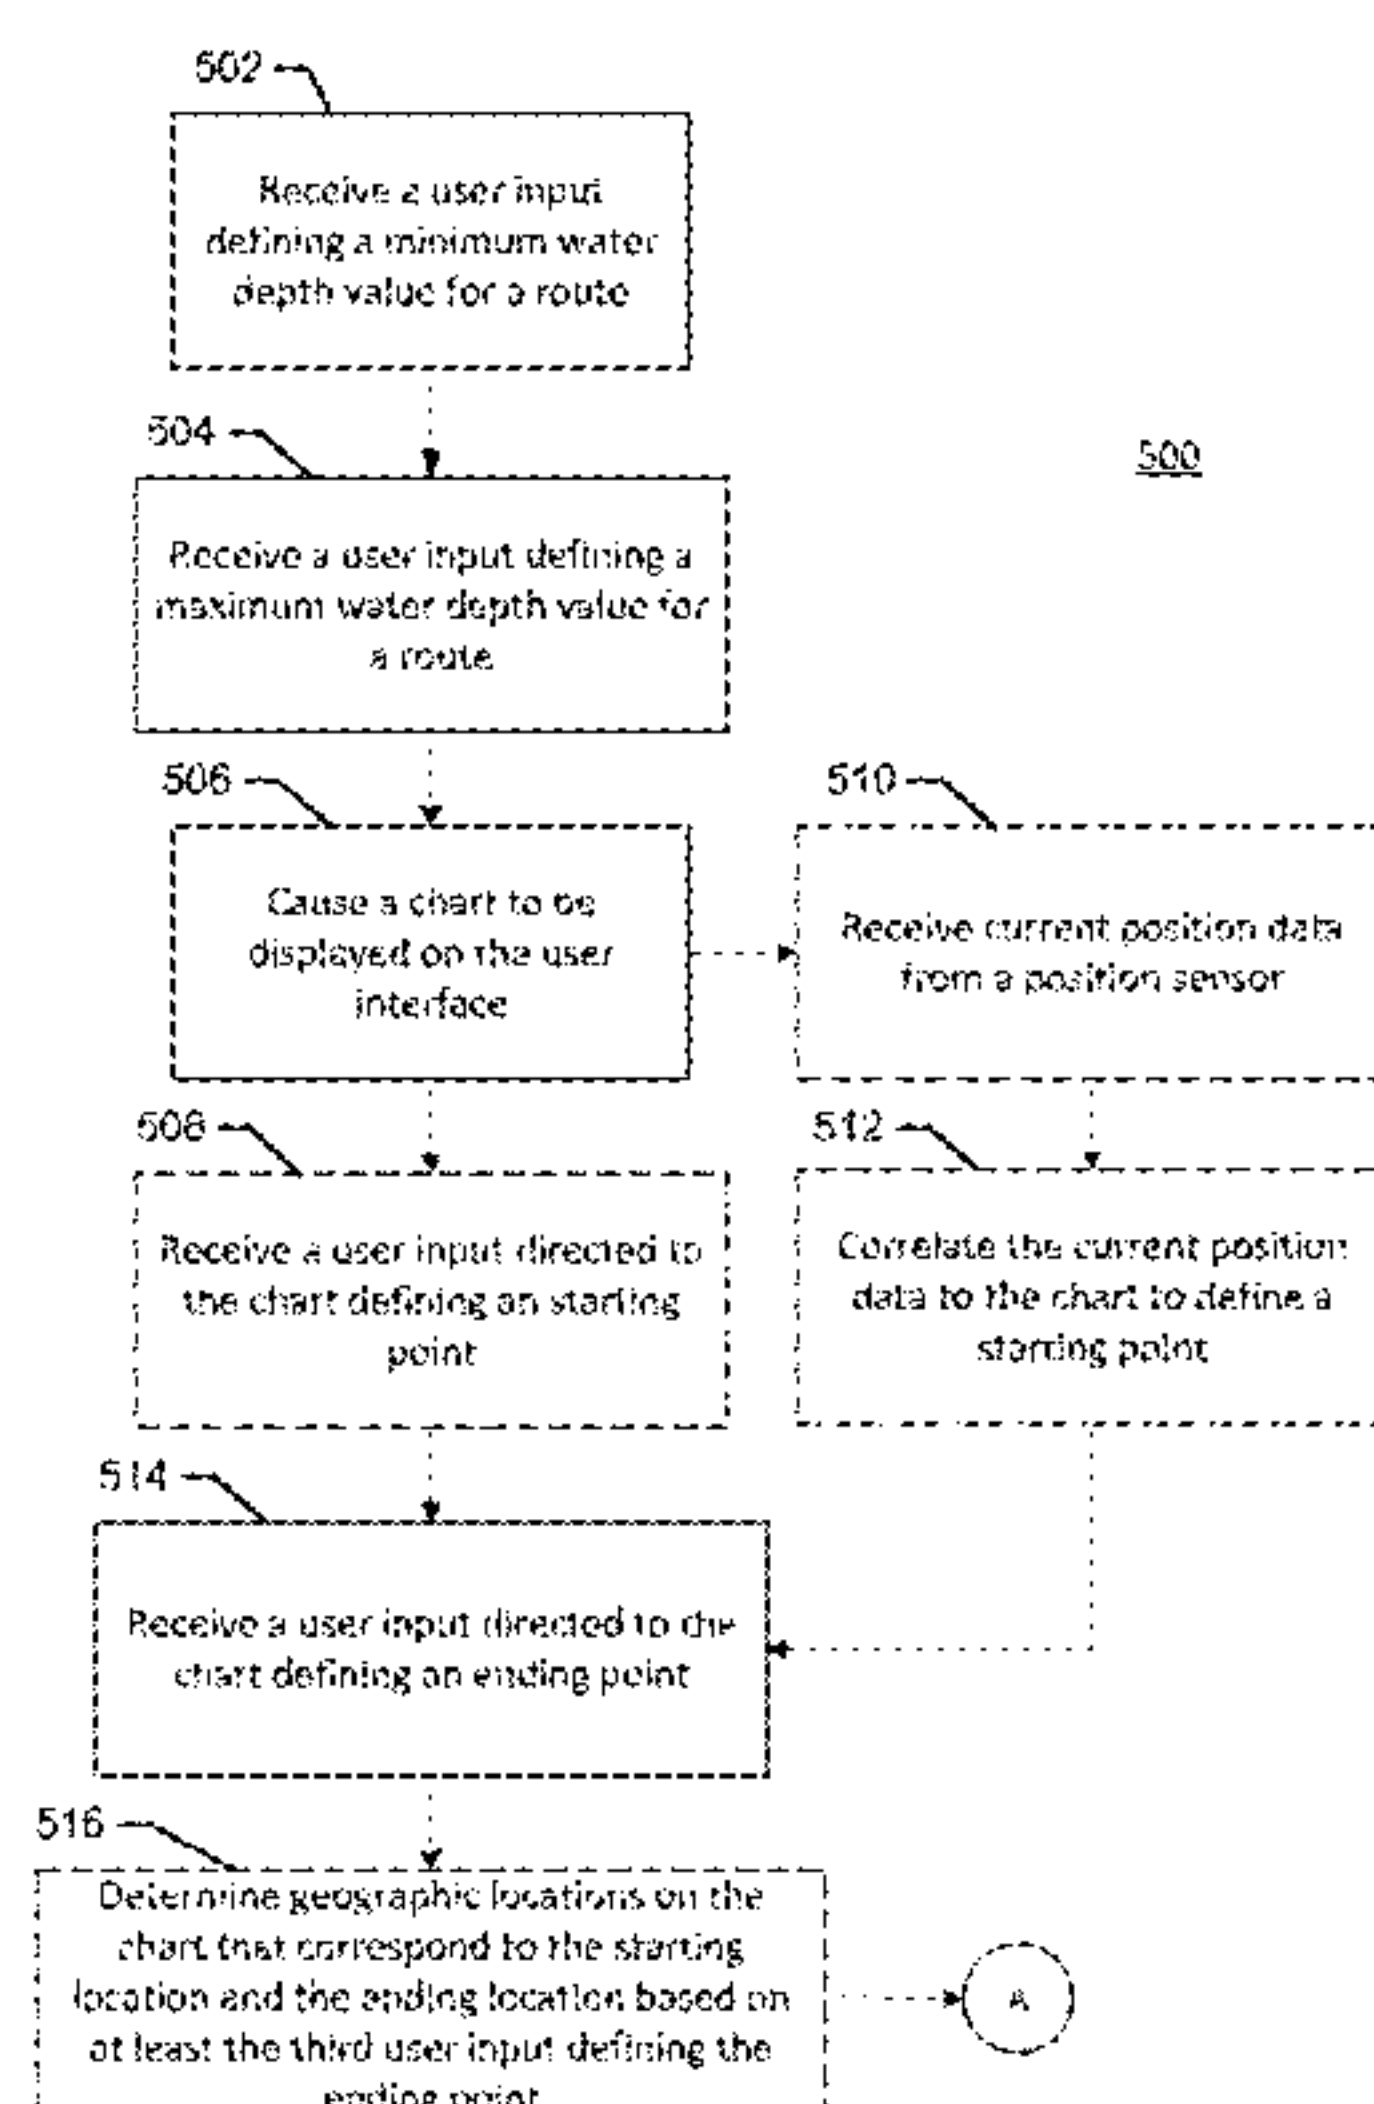 502
Receive a user input
defining a minimum water
depth value for a route
504
500
Receive a user input defining a
maximum water depth value for
a route
506
510
Cause a chart to be
displayed on the user
interface
Receive current position data
from a position sensor
508
512
Receive a user input directed to
the chart defining an starting
point
Correlate the current position
data to the chart to define a
starting point
514
Receive a user input directed to the
chart defining an ending point
516
Determine geographic locations on the
chart that correspond to the starting
location and the ending location based on
at least the third user input defining the
ending point
A